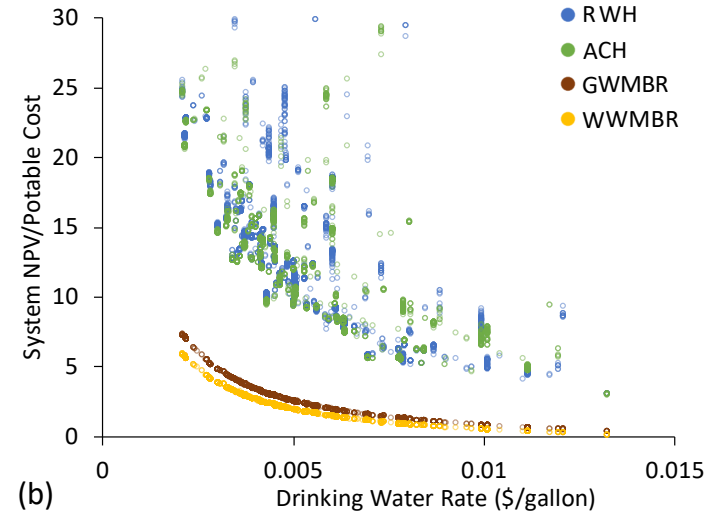 System NPV/Potable Cost
30
25
20
15
10
5
0
0
0.005
0.01
0.015
Drinking Water Rate ($/gallon)
RWH
ACH
GWMBR
WWMBR
(b)